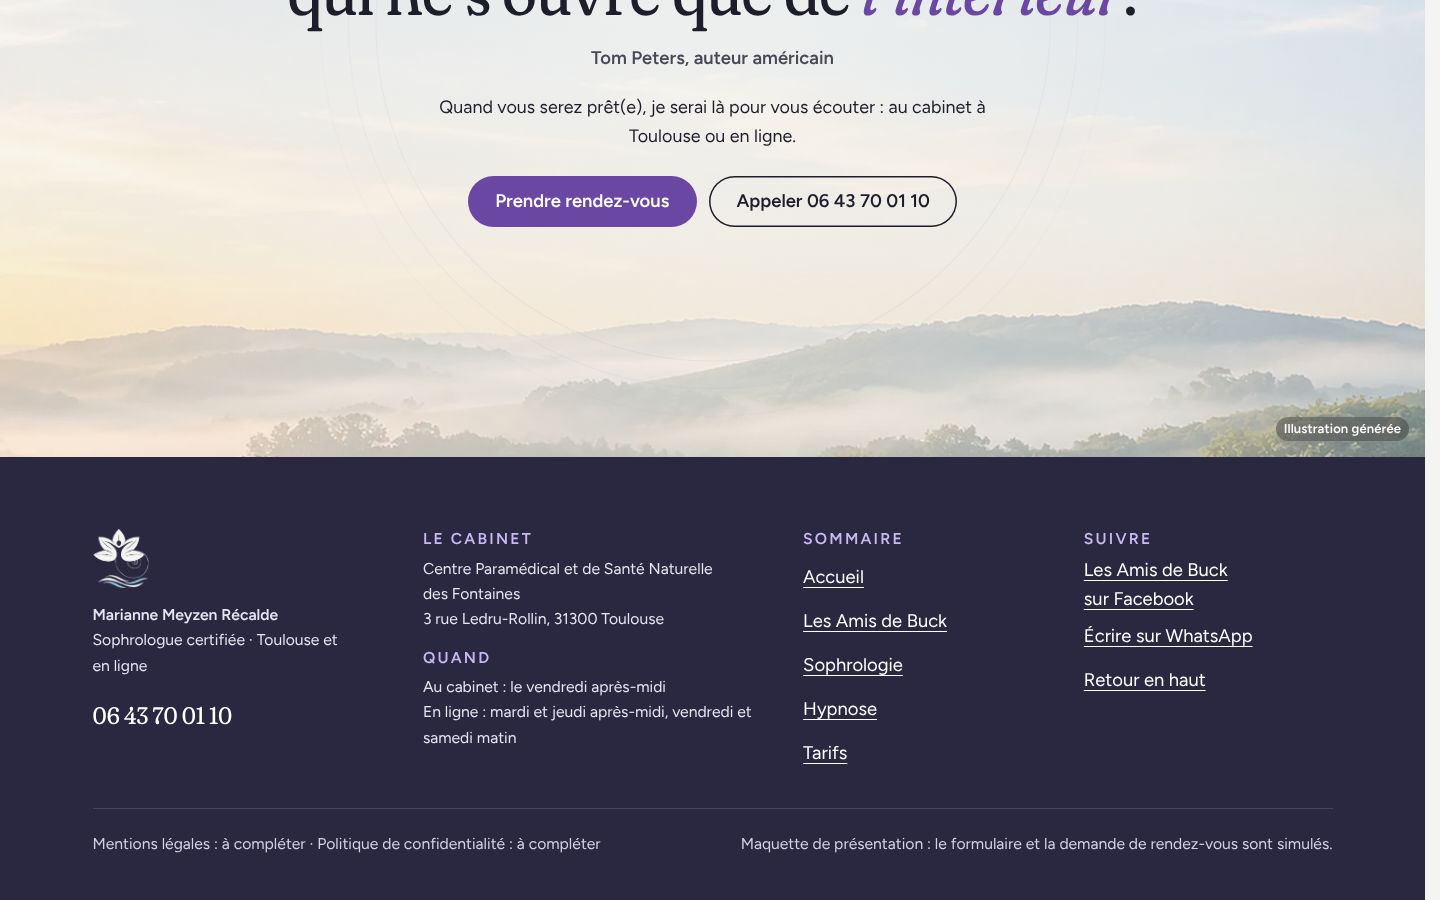 qui ne s'ouvre que de l'intérieur.
Tom Peters, auteur américain
Quand vous serez prêt(e), je serai là pour vous écouter : au cabinet à
Toulouse ou en ligne.
Prendre rendez-vous
Appeler 06 43 70 01 10
Illustration générée
Marianne Meyzen Récalde
Sophrologue certifiée · Toulouse et
en ligne
06 43 70 01 10
LE CABINET
Centre Paramédical et de Santé Naturelle
des Fontaines
3 rue Ledru-Rollin, 31300 Toulouse
QUAND
Au cabinet : le vendredi après-midi
En ligne : mardi et jeudi après-midi, vendredi et
samedi matin
SOMMAIRE
Accueil
Les Amis de Buck
Sophrologie
Hypnose
Tarifs
SUIVRE
Les Amis de Buck
sur Facebook
Écrire sur WhatsApp
Retour en haut
Mentions légales : à compléter · Politique de confidentialité : à compléter
Maquette de présentation : le formulaire et la demande de rendez-vous sont simulés.